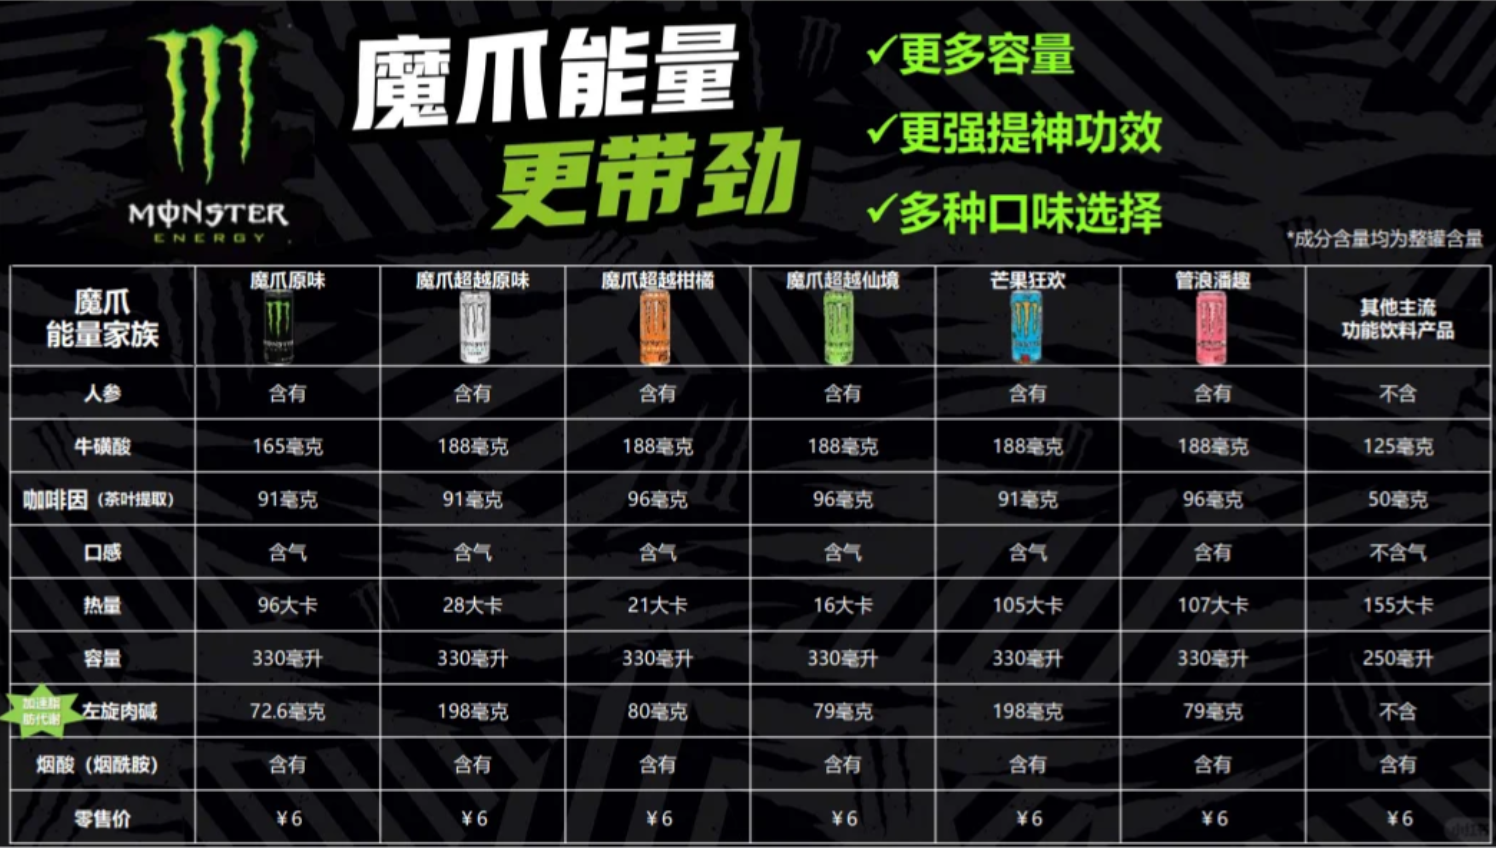 MONSTER
ENERGY
魔爪能量
更带劲
✓更多容量
✓更强提神功效
✓多种口味选择
*成分含量均为整罐含量
魔爪
能量家族
魔爪原味
魔爪超越原味
魔爪超越柑橘
魔爪超越仙境
芒果狂欢
管浪潘趣
其他主流
功能饮料产品
人参 含有 含有 含有 含有 含有 含有 不含
牛磺酸 165毫克 188毫克 188毫克 188毫克 188毫克 188毫克 125毫克
咖啡因（茶叶提取） 91毫克 91毫克 96毫克 96毫克 91毫克 96毫克 50毫克
口感 含气 含气 含气 含气 含气 含有 不含气
热量 96大卡 28大卡 21大卡 16大卡 105大卡 107大卡 155大卡
容量 330毫升 330毫升 330毫升 330毫升 330毫升 330毫升 250毫升
加速脂
肪代谢
左旋肉碱 72.6毫克 198毫克 80毫克 79毫克 198毫克 79毫克 不含
烟酸（烟酰胺） 含有 含有 含有 含有 含有 含有 含有
零售价 ¥6 ¥6 ¥6 ¥6 ¥6 ¥6 ¥6